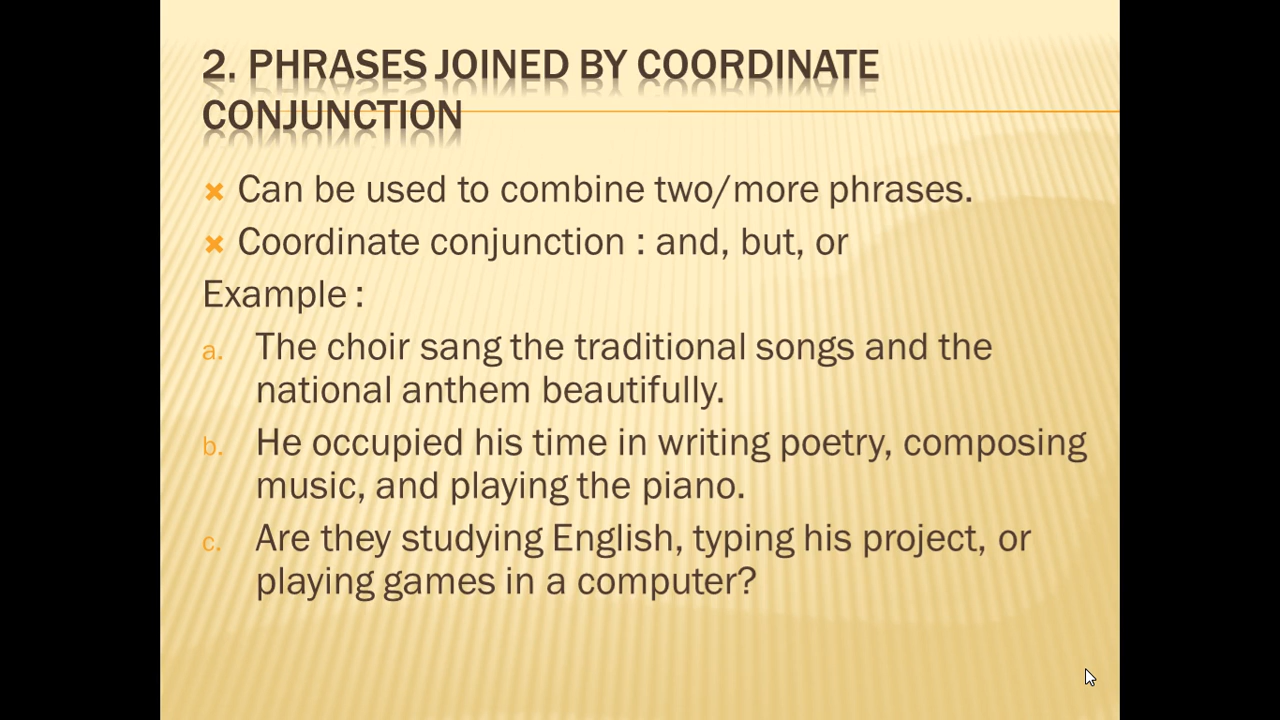 2. PHRASES JOINED BY COORDINATE
CONJUNCTION
Can be used to combine two/more phrases.
Coordinate conjunction : and, but, or
Example :
a. The choir sang the traditional songs and the
national anthem beautifully.
b. He occupied his time in writing poetry, composing
music, and playing the piano.
c. Are they studying English, typing his project, or
playing games in a computer?